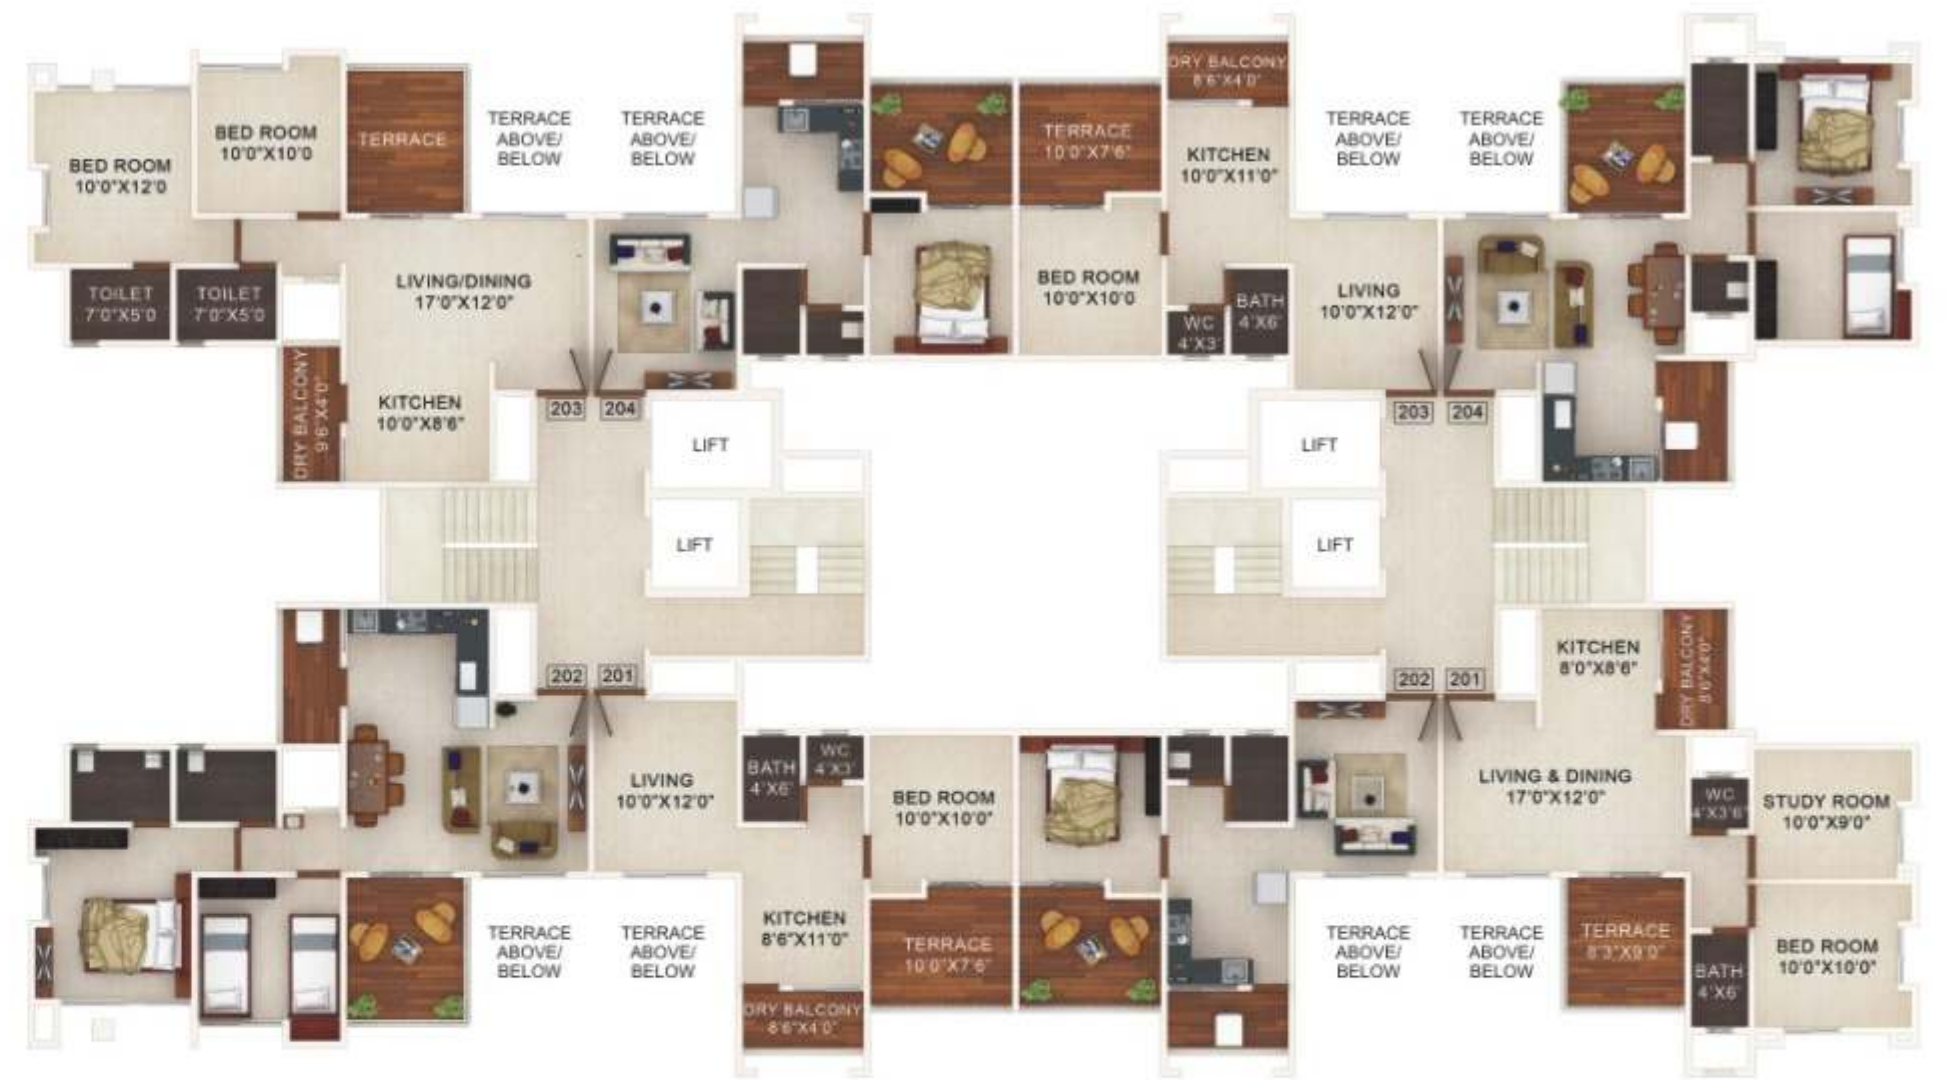 BED ROOM
10'0"X12'0
BED ROOM
10'0"X10'0
TERRACE
TERRACE
ABOVE/
BELOW
TERRACE
ABOVE/
BELOW
TERRACE
10'0"X7'6"
DRY BALCONY
8'6"X4'0"
KITCHEN
10'0"X11'0"
TERRACE
ABOVE/
BELOW
TERRACE
ABOVE/
BELOW
TOILET
7'0"X5'0
TOILET
7'0"X5'0
LIVING/DINING
17'0"X12'0"
BED ROOM
10'0"X10'0
WC
4'X3'
BATH
4'X6'
LIVING
10'0"X12'0"
DRY BALCONY
9'6"X4'0"
KITCHEN
10'0"X8'6"
203
204
LIFT
LIFT
203
204
LIFT
LIFT
202
201
202
201
KITCHEN
8'0"X8'6"
DRY BALCONY
8'6"X4'0"
LIVING
10'0"X12'0"
BATH
4'X6'
WC
4'X3'
BED ROOM
10'0"X10'0"
LIVING & DINING
17'0"X12'0"
WC
4'X3'6"
STUDY ROOM
10'0"X9'0"
TERRACE
ABOVE/
BELOW
TERRACE
ABOVE/
BELOW
KITCHEN
8'6"X11'0"
TERRACE
10'0"X7'6"
DRY BALCONY
8'6"X4'0"
TERRACE
ABOVE/
BELOW
TERRACE
ABOVE/
BELOW
TERRACE
8'3"X9'0"
BATH
4'X6'
BED ROOM
10'0"X10'0"